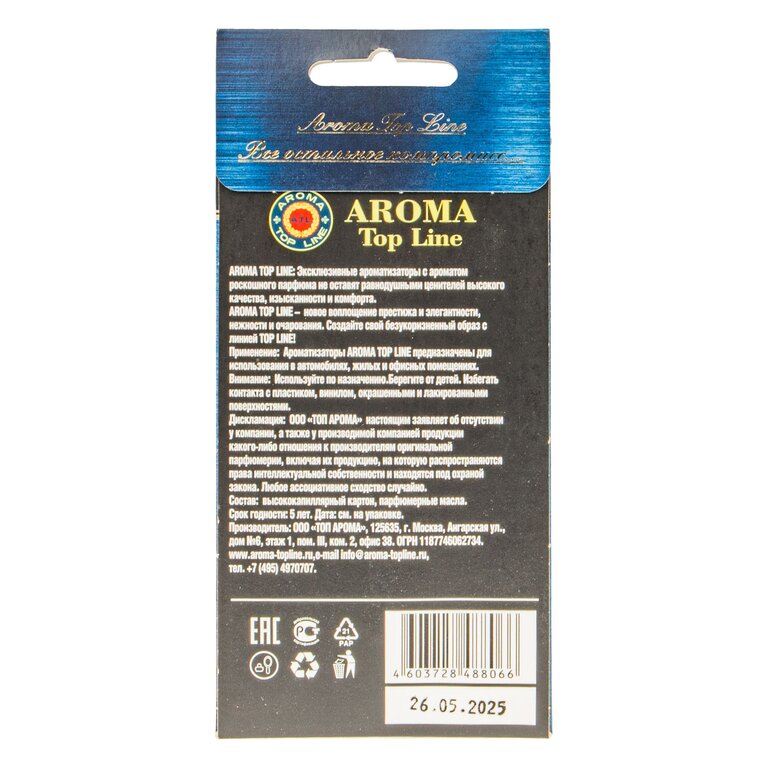 Aroma Top Line
Все остальное компромисс...
AROMA
ATL
TOP LINE
AROMA
Top Line
AROMA TOP LINE: Эксклюзивные ароматизаторы с ароматом
роскошного парфюма не оставят равнодушными ценителей высокого
качества, изысканности и комфорта.
AROMA TOP LINE – новое воплощение престижа и элегантности,
нежности и очарования. Создайте свой безукоризненный образ с
линией TOP LINE!
Применение: Ароматизаторы AROMA TOP LINE предназначены для
использования в автомобилях, жилых и офисных помещениях.
Внимание: Используйте по назначению.Берегите от детей. Избегать
контакта с пластиком, винилом, окрашенными и лакированными
поверхностями.
Дискламация: ООО «ТОП АРОМА» настоящим заявляет об отсутствии
у компании, а также у производимой компанией продукции
какого-либо отношения к производителям оригинальной
парфюмерии, включая их продукцию, на которую распространяются
права интеллектуальной собственности и находятся под охраной
закона. Любое ассоциативное сходство случайно.
Состав: высококапиллярный картон, парфюмерные масла.
Срок годности: 5 лет. Дата: см. на упаковке.
Производитель: ООО «ТОП АРОМА», 125635, г. Москва, Ангарская ул.,
дом №6, этаж 1, пом. III, ком. 2, офис 38. ОГРН 1187746062734.
www.aroma-topline.ru,e-mail info@aroma-topline.ru,
тел. +7 (495) 4970707.
EAC
21
PAP
4603728488066
26.05.2025